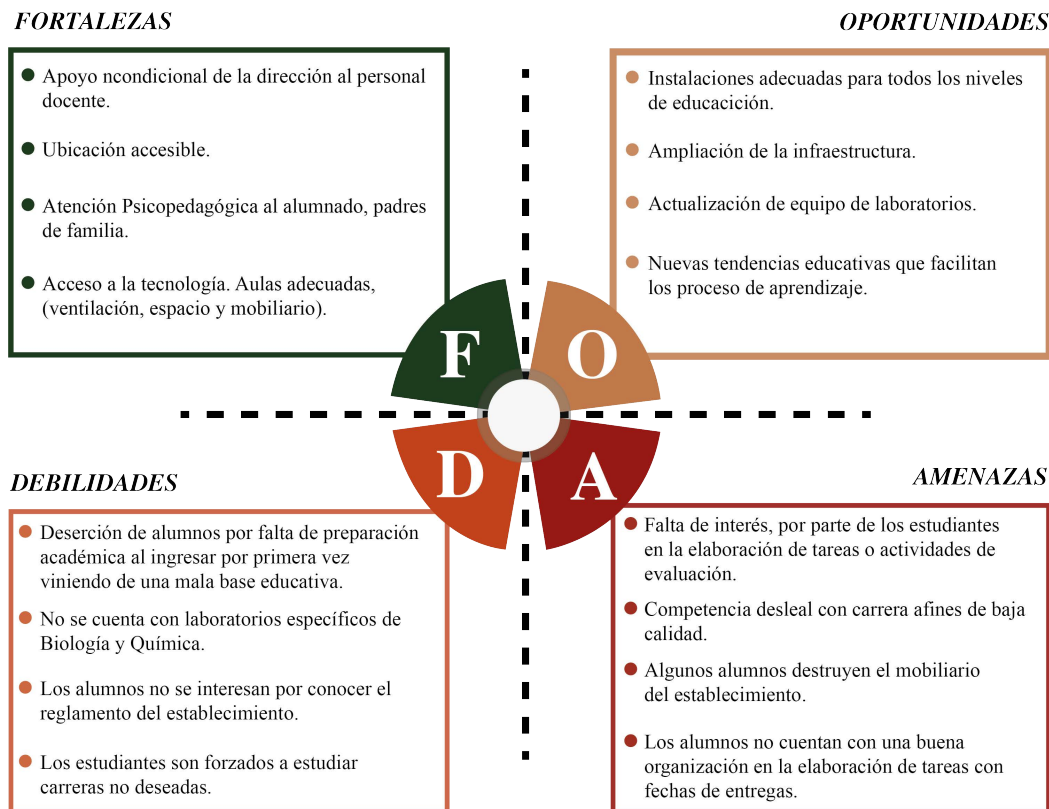 FORTALEZAS
Apoyo ncondicional de la dirección al personal
docente.
Ubicación accesible.
Atención Psicopedagógica al alumnado, padres
de familia.
Acceso a la tecnología. Aulas adecuadas,
(ventilación, espacio y mobiliario).
OPORTUNIDADES
Instalaciones adecuadas para todos los niveles
de educacición.
Ampliación de la infraestructura.
Actualización de equipo de laboratorios.
Nuevas tendencias educativas que facilitan
los proceso de aprendizaje.
F
O
D
A
DEBILIDADES
Deserción de alumnos por falta de preparación
académica al ingresar por primera vez
viniendo de una mala base educativa.
No se cuenta con laboratorios específicos de
Biología y Química.
Los alumnos no se interesan por conocer el
reglamento del establecimiento.
Los estudiantes son forzados a estudiar
carreras no deseadas.
AMENAZAS
Falta de interés, por parte de los estudiantes
en la elaboración de tareas o actividades de
evaluación.
Competencia desleal con carrera afines de baja
calidad.
Algunos alumnos destruyen el mobiliario
del establecimiento.
Los alumnos no cuentan con una buena
organización en la elaboración de tareas con
fechas de entregas.